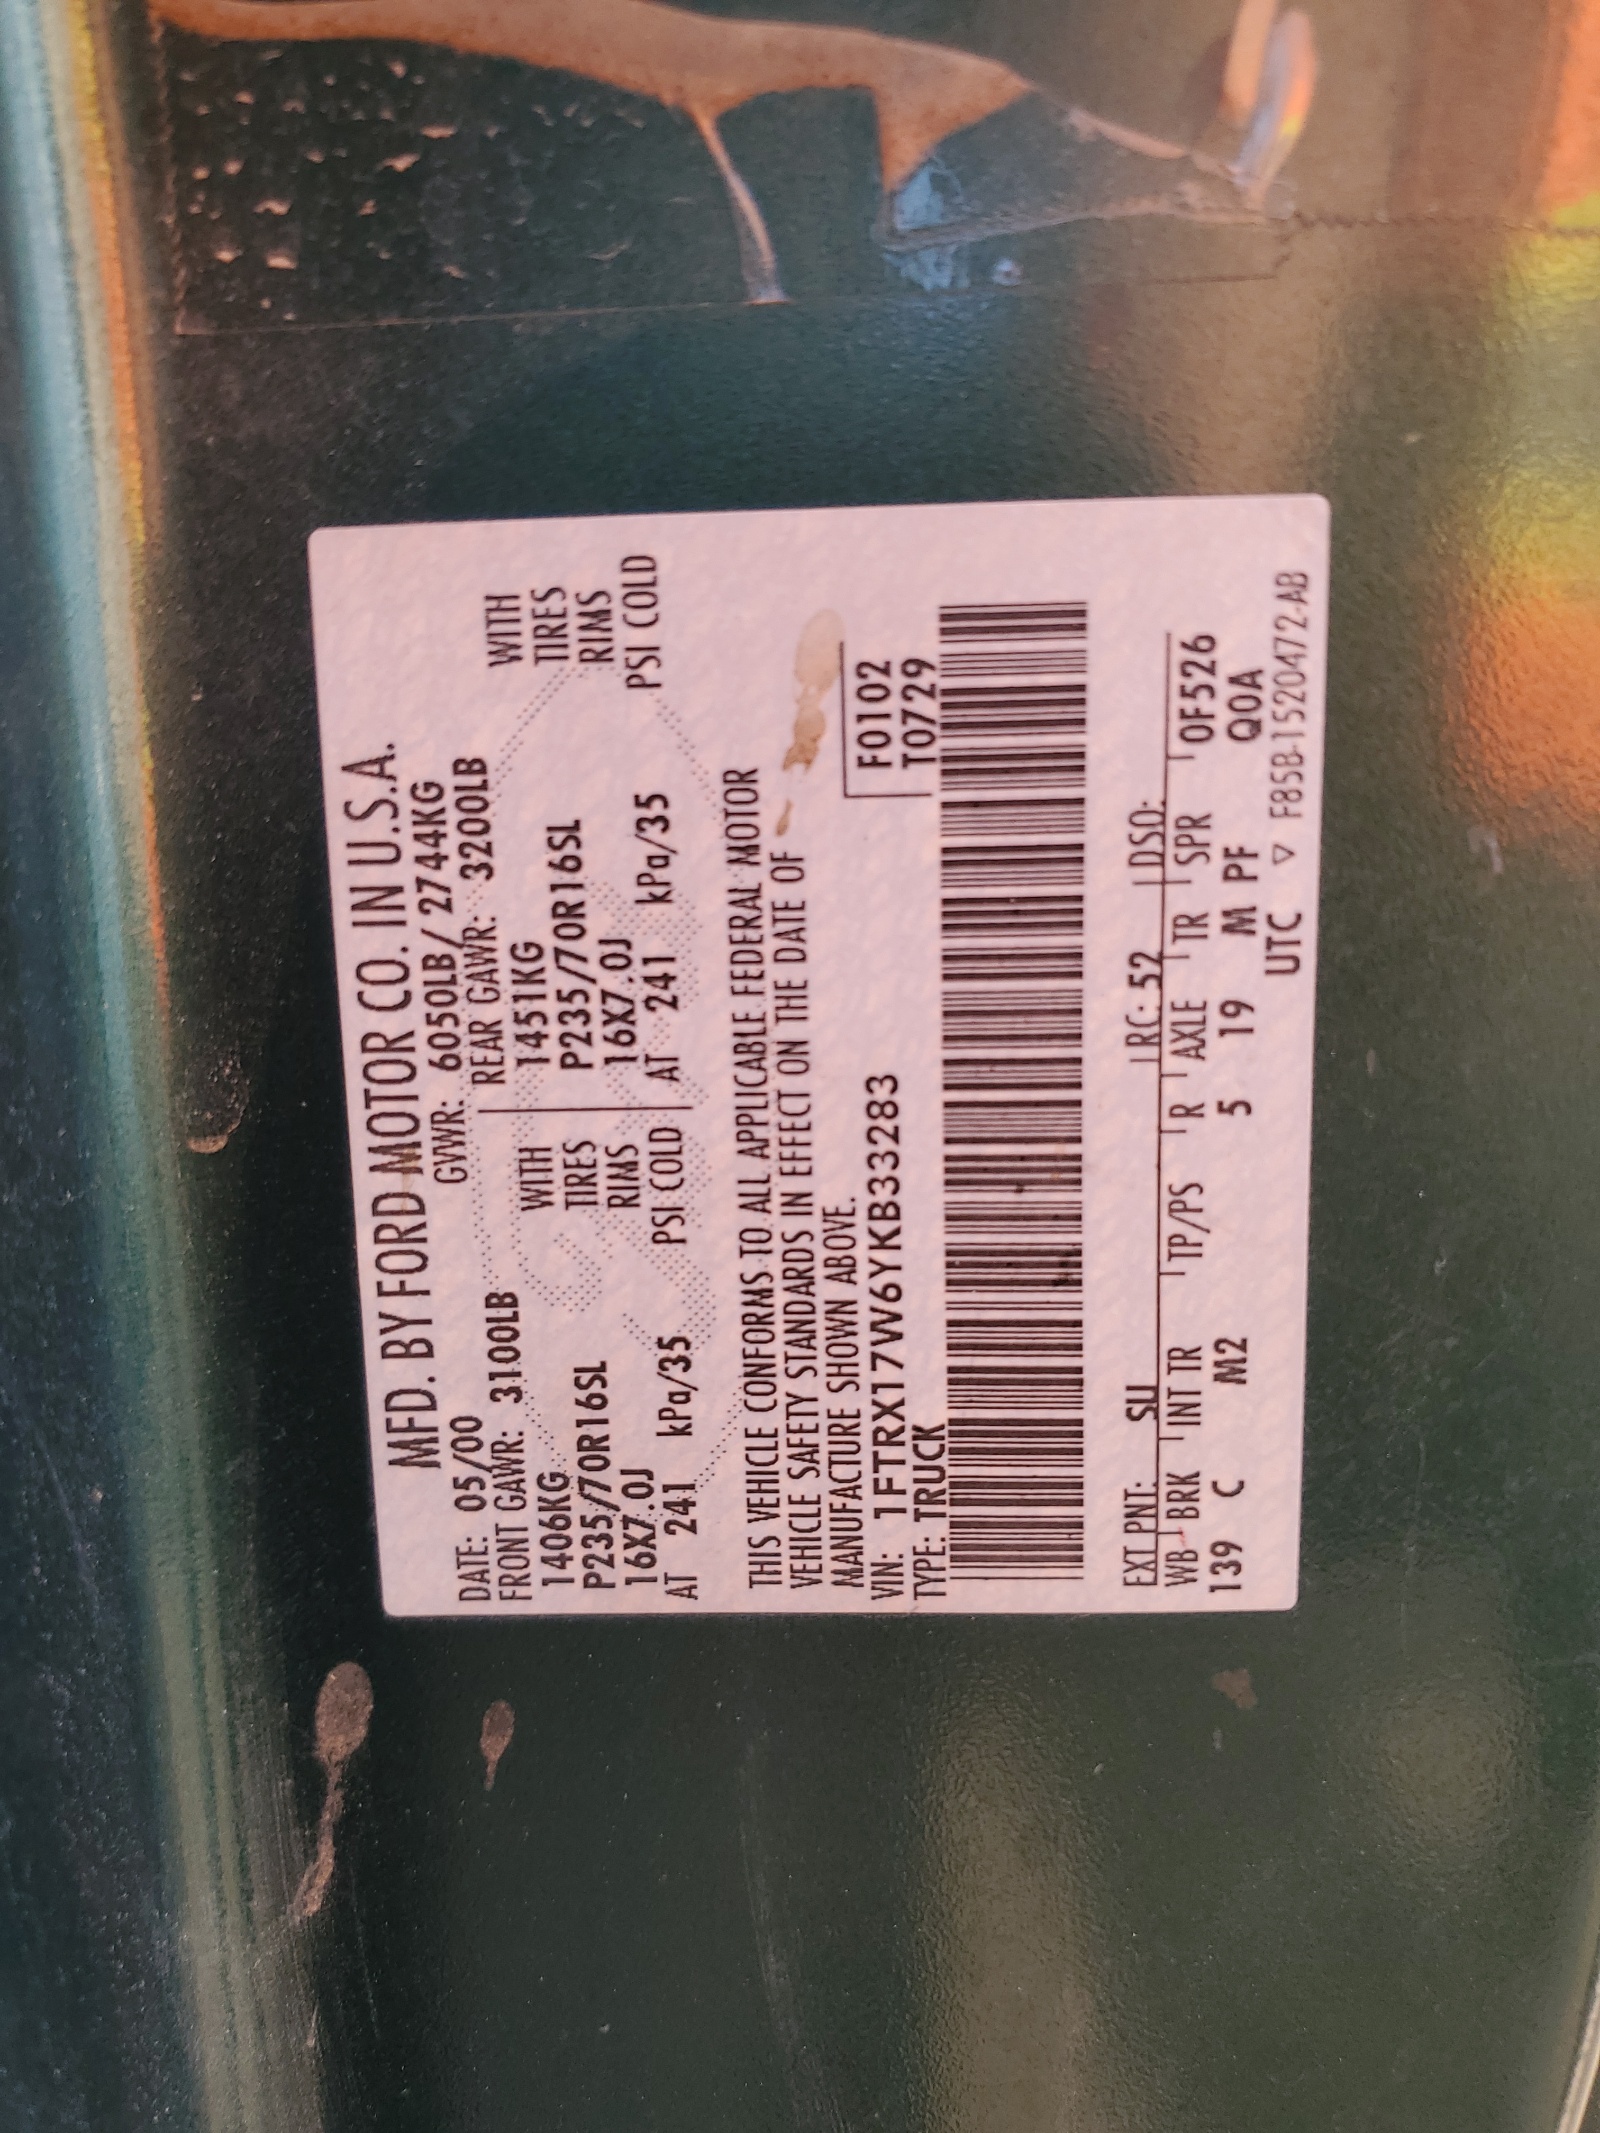 MFD. BY FORD MOTOR CO. IN U.S.A.
DATE: 05/00 GVWR: 6050LB/ 2744KG
FRONT GAWR: 3100LB REAR GAWR: 3200LB
1406KG WITH 1451KG WITH
P235/70R16SL TIRES P235/70R16SL TIRES
16X7.0J RIMS 16X7.0J RIMS
AT 241 kPa/35 PSI COLD AT 241 kPa/35 PSI COLD
THIS VEHICLE CONFORMS TO ALL APPLICABLE FEDERAL MOTOR
VEHICLE SAFETY STANDARDS IN EFFECT ON THE DATE OF
MANUFACTURE SHOWN ABOVE.
VIN: 1FTRX17W6YKB33283 F0102
TYPE: TRUCK T0729
EXT PNT: SU RC: 52 DSO:
WB BRK INT TR TP/PS R AXLE TR SPR 0F526
139 C M2 5 19 M PF Q0A
UTC ▽ F85B-1520472-AB